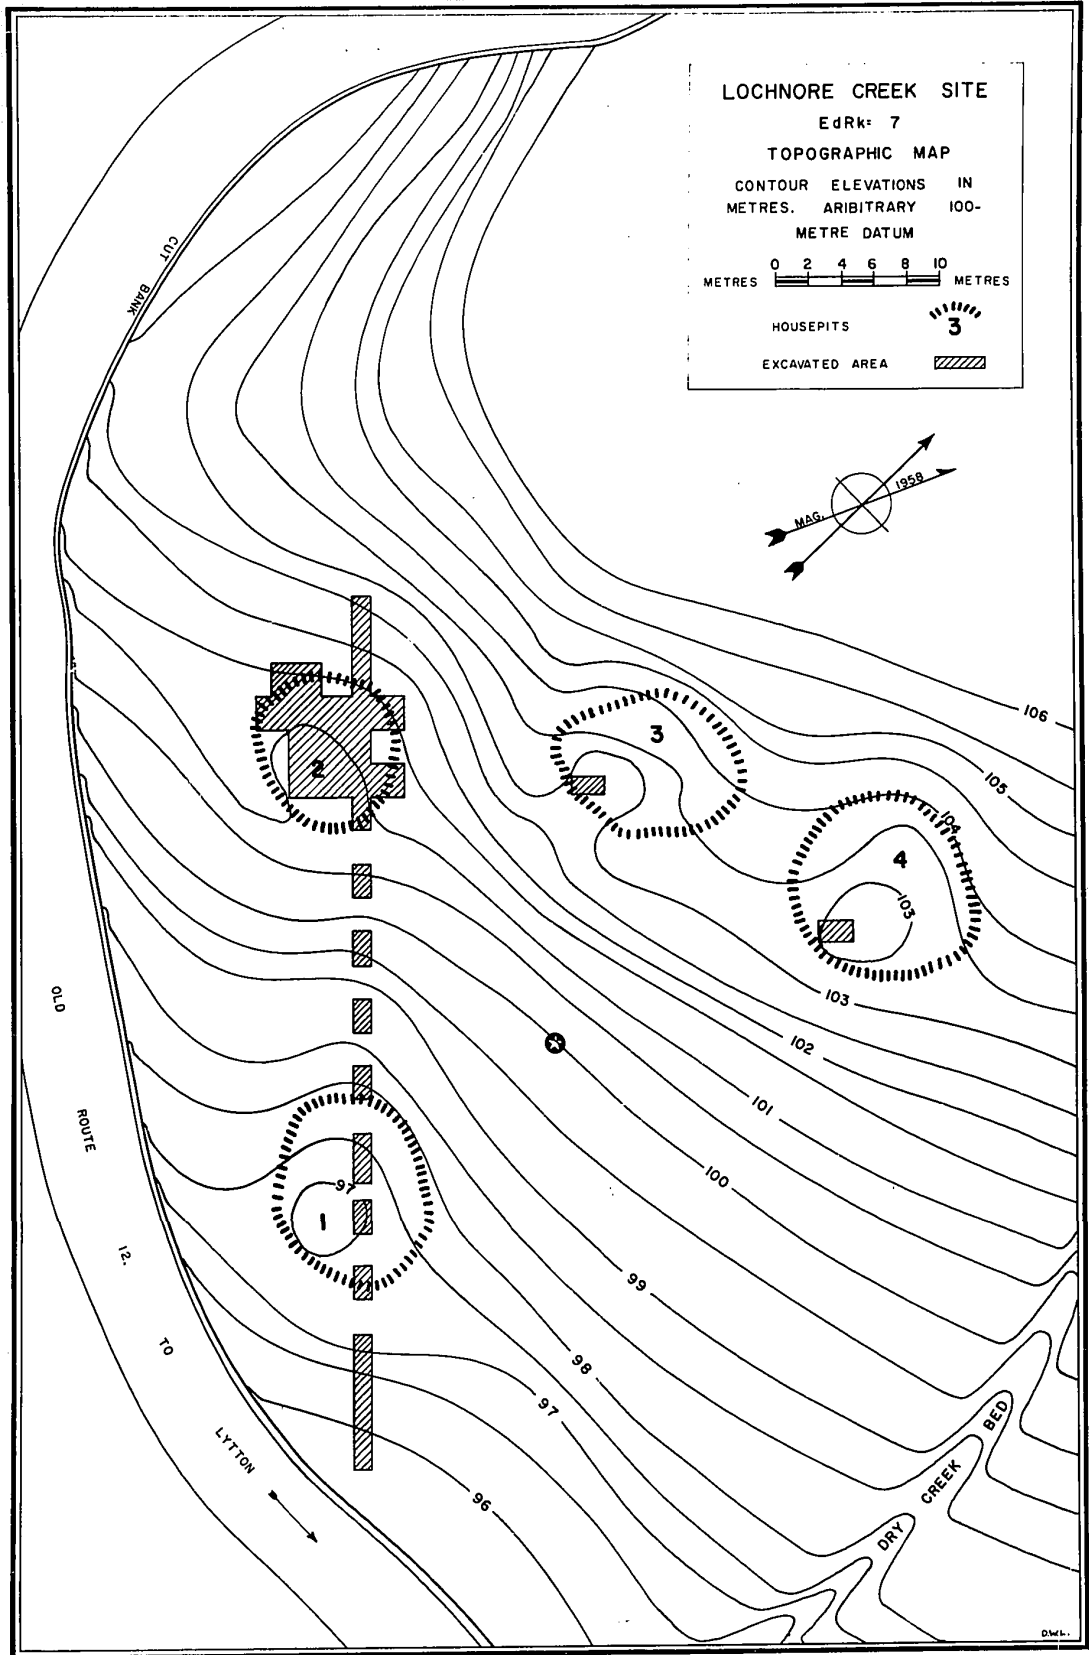 LOCHNORE CREEK SITE
EdRk: 7
TOPOGRAPHIC MAP
CONTOUR ELEVATIONS IN
METRES. ARIBITRARY 100-
METRE DATUM
0 2 4 6 8 10
METRES METRES
HOUSEPITS 3
EXCAVATED AREA
CUT BANK
MAG. 1958
106
105
104
3
2
4
103
103
102
101
100
97
1
99
98
97
96
OLD ROUTE 12. TO LYTTON
DRY CREEK BED
D.W.L.